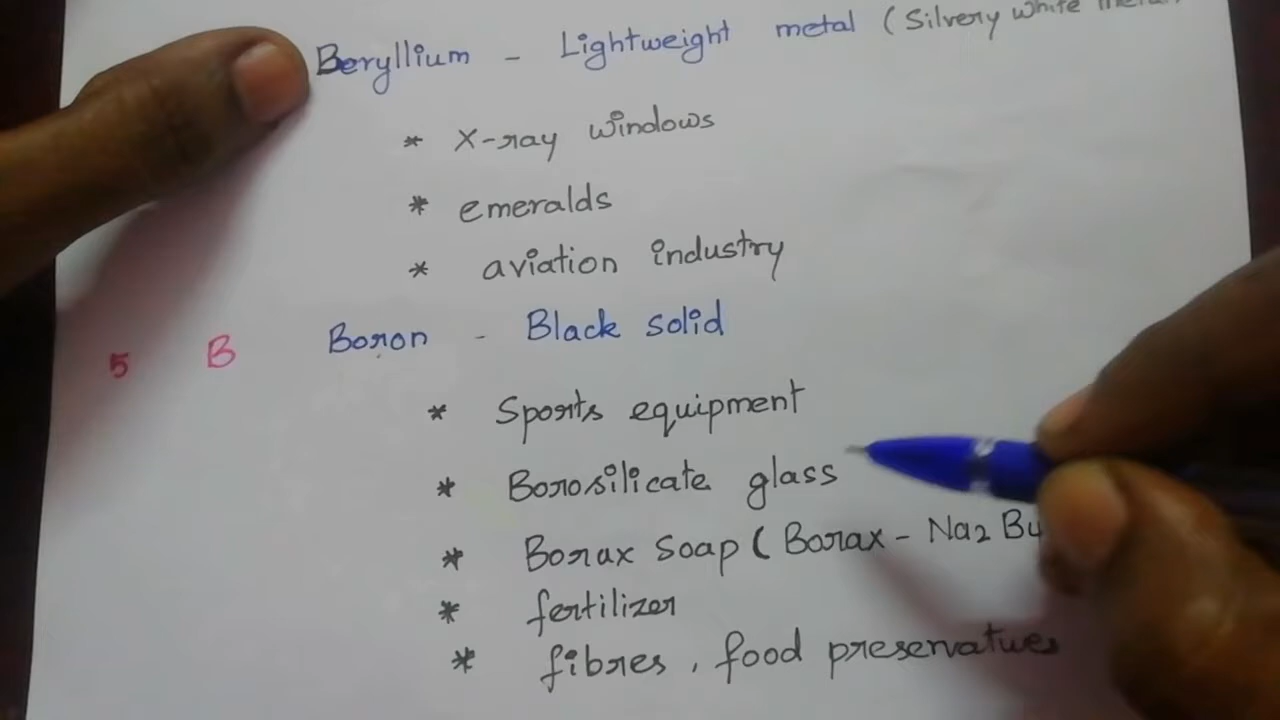 Beryllium - Lightweight metal (Silvery white
* X-ray windows
* emeralds
* aviation industry
5 B Boron - Black solid
* Sports equipment
* Borosilicate glass
* Borax Soap (Borax - Na2 B4
* fertilizer
* fibres, food preservatives